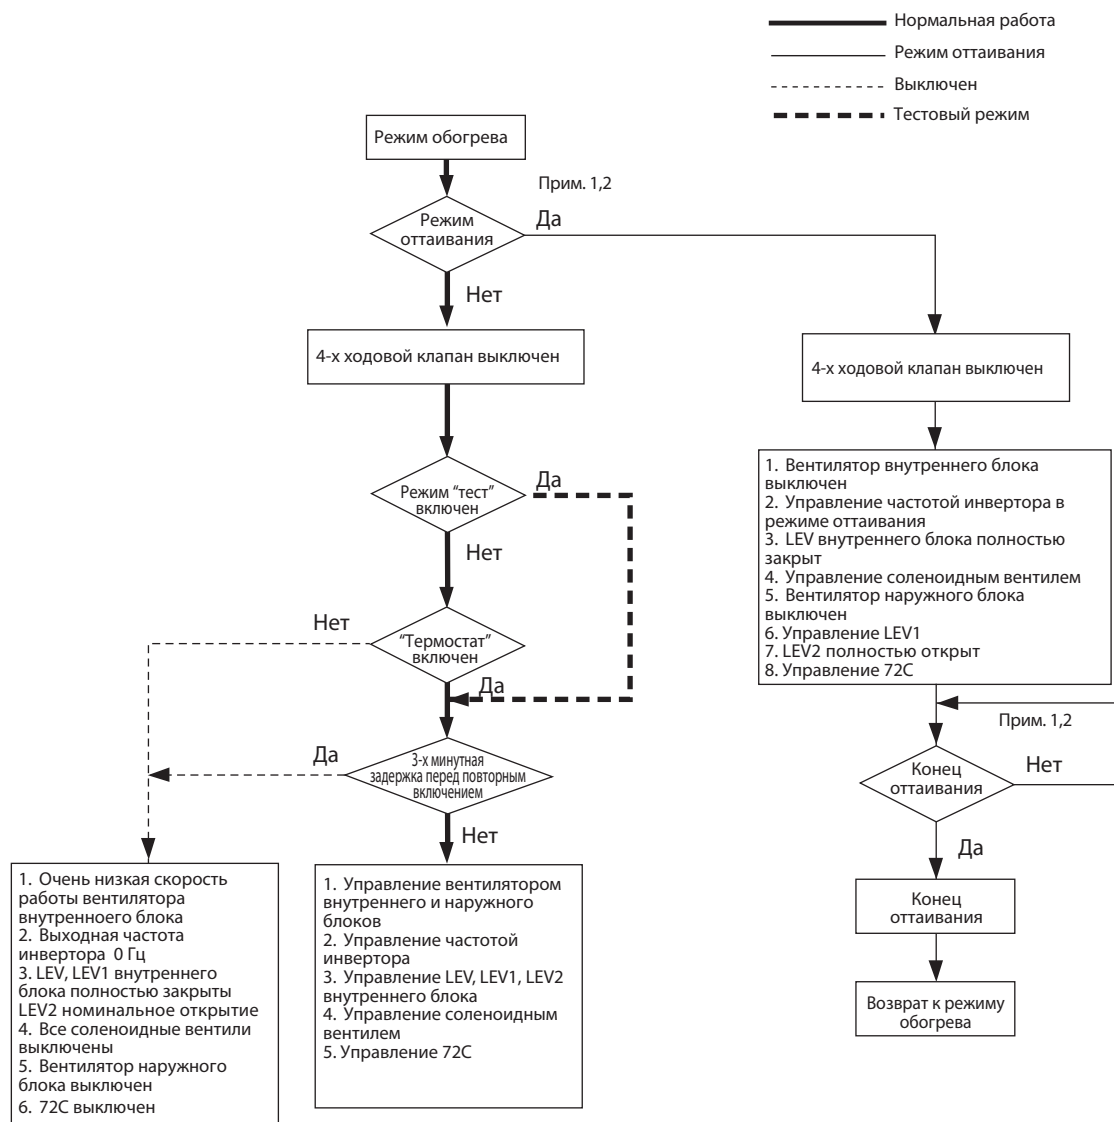 Нормальная работа
Режим оттаивания
Выключен
Тестовый режим
Режим обогрева
Прим. 1,2
Режим
оттаивания
Да
Нет
4-х ходовой клапан выключен
4-х ходовой клапан выключен
Режим "тест"
включен
Да
Нет
1. Вентилятор внутреннего блока
выключен
2. Управление частотой инвертора в
режиме оттаивания
3. LEV внутреннего блока полностью
закрыт
4. Управление соленоидным вентилем
5. Вентилятор наружного блока
выключен
6. Управление LEV1
7. LEV2 полностью открыт
8. Управление 72C
Нет
"Термостат"
включен
Да
Прим. 1,2
Да
3-х минутная
задержка перед повторным
включением
Нет
Конец
оттаивания
Нет
Да
1. Очень низкая скорость
работы вентилятора
внутренноего блока
2. Выходная частота
инвертора 0 Гц
3. LEV, LEV1 внутреннего
блока полностью закрыты
LEV2 номинальное открытие
4. Все соленоидные вентили
выключены
5. Вентилятор наружного
блока выключен
6. 72C выключен
1. Управление вентилятором
внутреннего и наружного
блоков
2. Управление частотой
инвертора
3. Управление LEV, LEV1, LEV2
внутреннего блока
4. Управление соленоидным
вентилем
5. Управление 72C
Конец
оттаивания
Возврат к режиму
обогрева